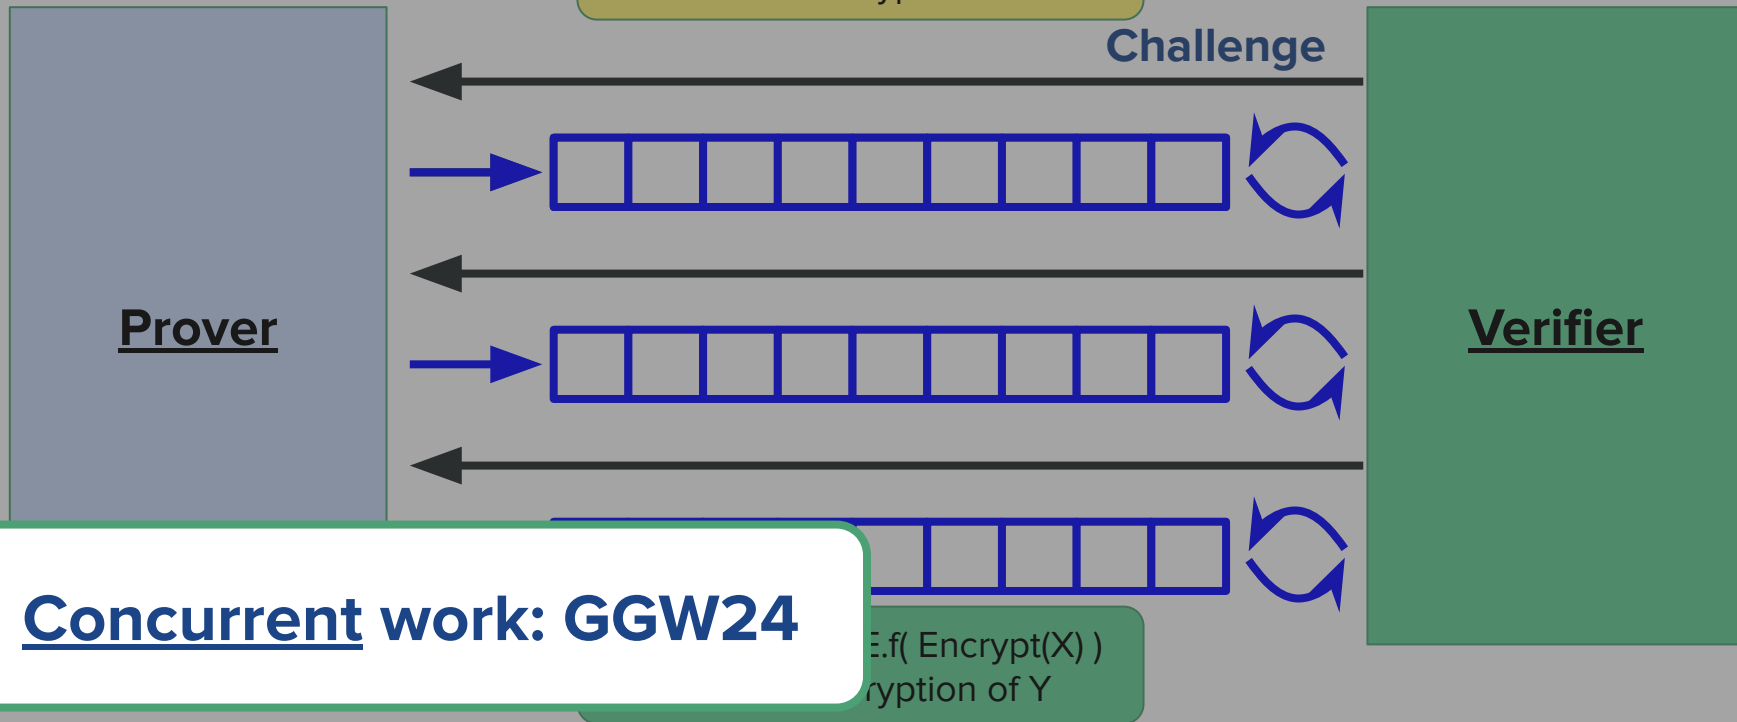 Challenge
Prover
Verifier
Concurrent work: GGW24
E.f( Encrypt(X) )
ryption of Y